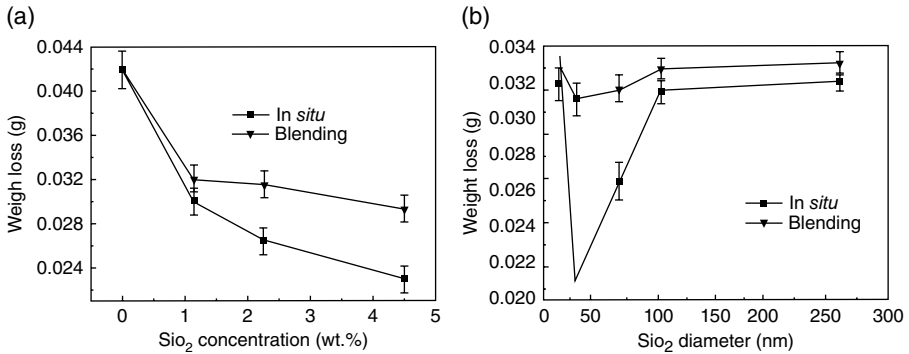 (a)
Weigh loss (g)
0.044
0.040
0.036
0.032
0.028
0.024
In situ
Blending
0 1 2 3 4 5
Sio2 concentration (wt.%)
(b)
Weight loss (g)
0.034
0.032
0.030
0.028
0.026
0.024
0.022
0.020
In situ
Blending
0 50 100 150 200 250 300
Sio2 diameter (nm)